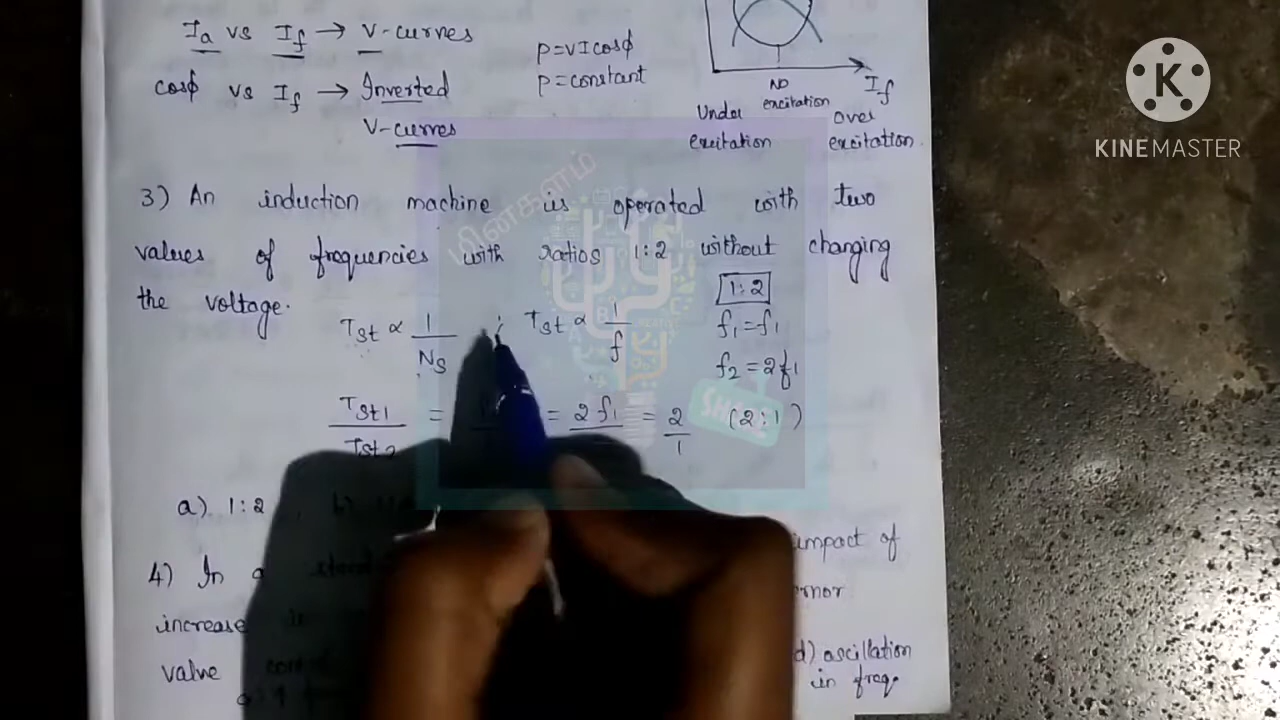 Ia vs If → V-curves
cosϕ vs If → Inverted
V-curves
P=VIcosϕ
P=constant
If
NO
excitation
Under
excitation
over
excitation
KINEMASTER
மின்களம்
3) An induction machine is operated with two
values of frequencies with ratios 1:2 without changing
the voltage.
1:2
Tst ∝ 1/Ns ; Tst ∝ 1/f
f1=f1
f2=2f1
Tst1/Tst2 = = 2f1 = 2/1 (2:1)
a) 1:2 b)
4) In a impact of
increase
value
d) oscillation
in freq.